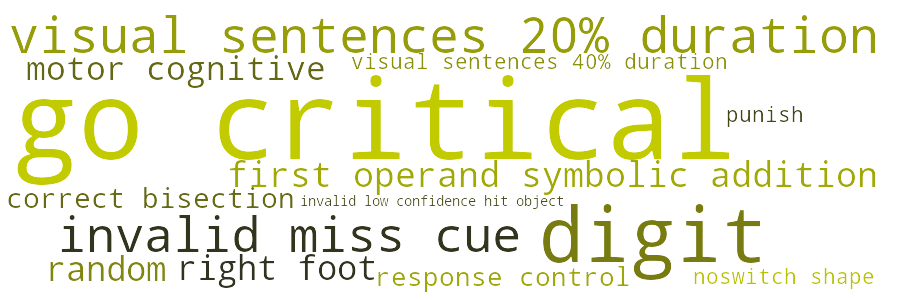 visual sentences 20% duration
motor cognitive
visual sentences 40% duration
go critical
punish
first operand symbolic addition
correct bisection
invalid low confidence hit object
invalid miss cue
digit
random
right foot
response control
noswitch shape